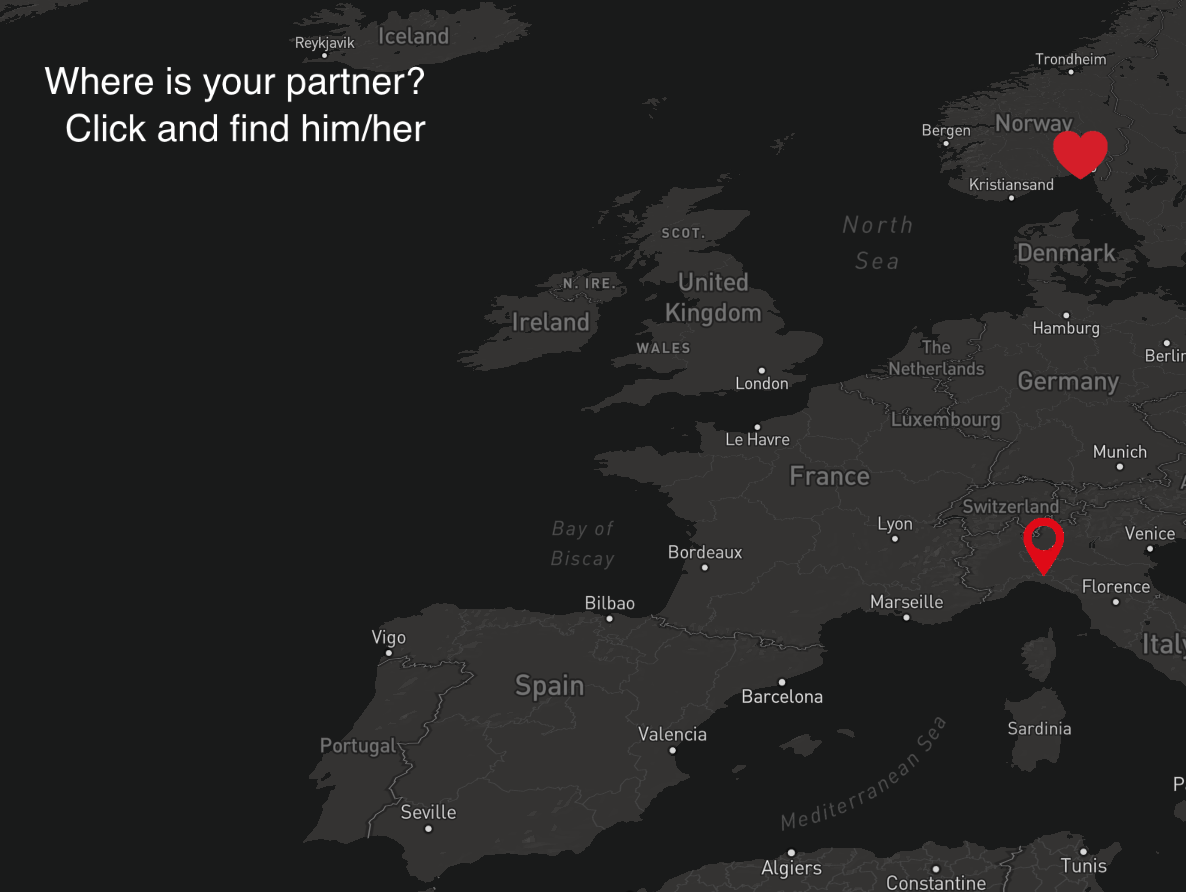 Iceland
Reykjavik
Where is your partner?
Click and find him/her
Trondheim
Norway
Bergen
Kristiansand
North
Sea
SCOT.
Denmark
N. IRE.
United
Kingdom
Ireland
Hamburg
WALES
The
Netherlands
Germany
London
Luxembourg
Le Havre
Munich
France
Switzerland
Lyon
Venice
Bay of
Biscay
Bordeaux
Florence
Marseille
Bilbao
Vigo
Italy
Spain
Barcelona
Sardinia
Valencia
Portugal
Mediterranean Sea
Seville
Algiers
Tunis
Constantine